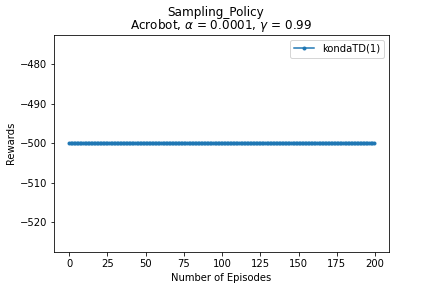 Sampling_Policy
Acrobot, α = 0.0001, γ = 0.99
kondaTD(1)
Rewards
−480
−490
−500
−510
−520
0 25 50 75 100 125 150 175 200
Number of Episodes